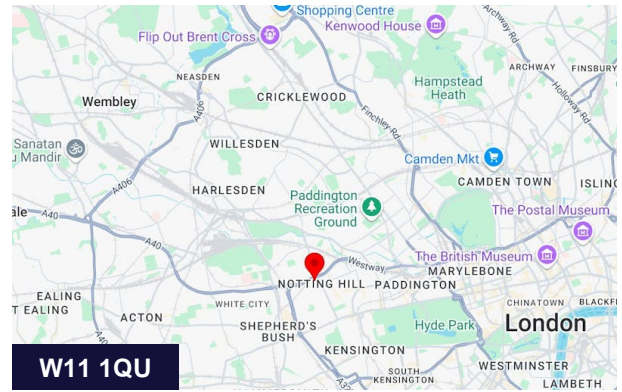 Shopping Centre
Kenwood House
Flip Out Brent Cross
ARCHWAY
FINSBURY
Archway Rd
Holloway Rd
NEASDEN
A406
Hampstead
Heath
Wembley
CRICKLEWOOD
Finchley Rd
Sanatan
u Mandir
WILLESDEN
Camden Mkt
CAMDEN TOWN
ISLING
HARLESDEN
A406
Paddington
Recreation
Ground
ale
A40
A40
The Postal Museum
The British Museum
Westway
MARYLEBONE
NOTTING HILL
PADDINGTON
EALING
T EALING
ACTON
WHITE CITY
SHEPHERD'S
BUSH
Hyde Park
CHINATOWN
BLACKF
London
KENSINGTON
SOUTH
KENSINGTON
WESTMINSTER
LAMBETH
W11 1QU